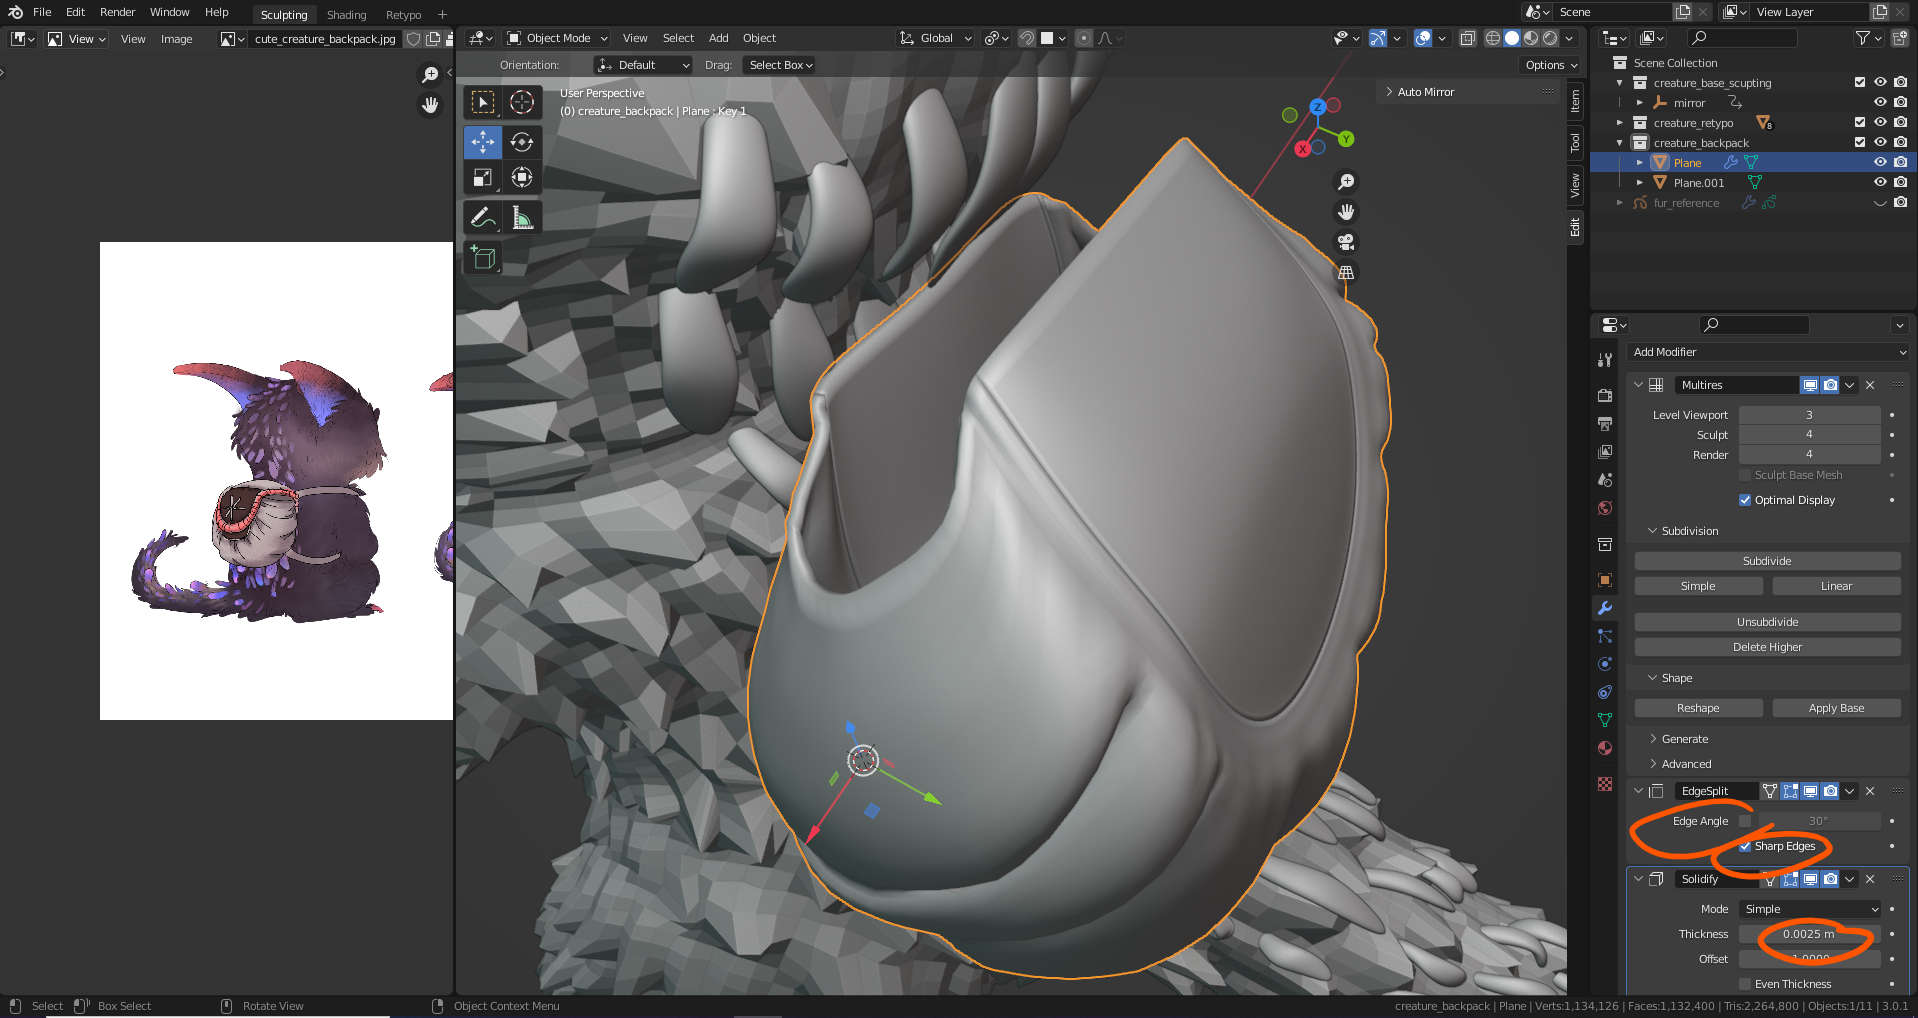 File Edit Render Window Help Sculpting Shading Retypo + Scene View Layer
View View Image cute_creature_backpack.jpg Object Mode View Select Add Object Global
Orientation: Default Drag: Select Box Options
User Perspective
(0) creature_backpack | Plane : Key 1
Auto Mirror
Item
Tool
View
Edit
X
Y
Z
Scene Collection
creature_base_scupting
mirror
creature_retypo 8
creature_backpack
Plane
Plane.001
fur_reference
Add Modifier
Multires
Level Viewport 3
Sculpt 4
Render 4
Sculpt Base Mesh
Optimal Display
Subdivision
Subdivide
Simple Linear
Unsubdivide
Delete Higher
Shape
Reshape Apply Base
Generate
Advanced
EdgeSplit
Edge Angle 30°
Sharp Edges
Solidify
Mode Simple
Thickness 0.0025 m
Offset
Even Thickness
Select Box Select Rotate View Object Context Menu creature_backpack | Plane | Verts:1,134,126 | Faces:1,132,400 | Tris:2,264,800 | Objects:1/11 | 3.0.1